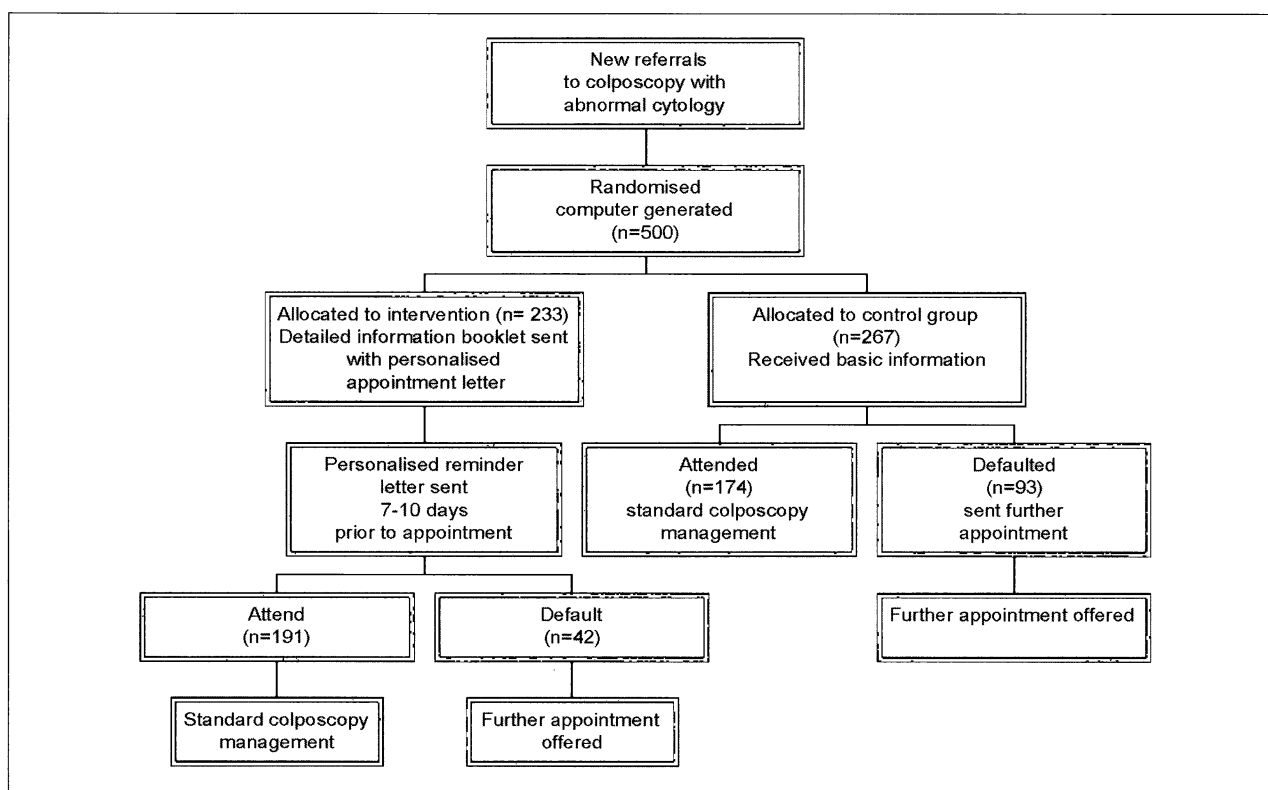 New referrals
to colposcopy with
abnormal cytology
Randomised
computer generated
(n=500)
Allocated to intervention (n= 233)
Detailed information booklet sent
with personalised
appointment letter
Allocated to control group
(n=267)
Received basic information
Personalised reminder
letter sent
7-10 days
prior to appointment
Attended
(n=174)
standard colposcopy
management
Defaulted
(n=93)
sent further
appointment
Attend
(n=191)
Default
(n=42)
Further appointment offered
Standard colposcopy
management
Further appointment
offered